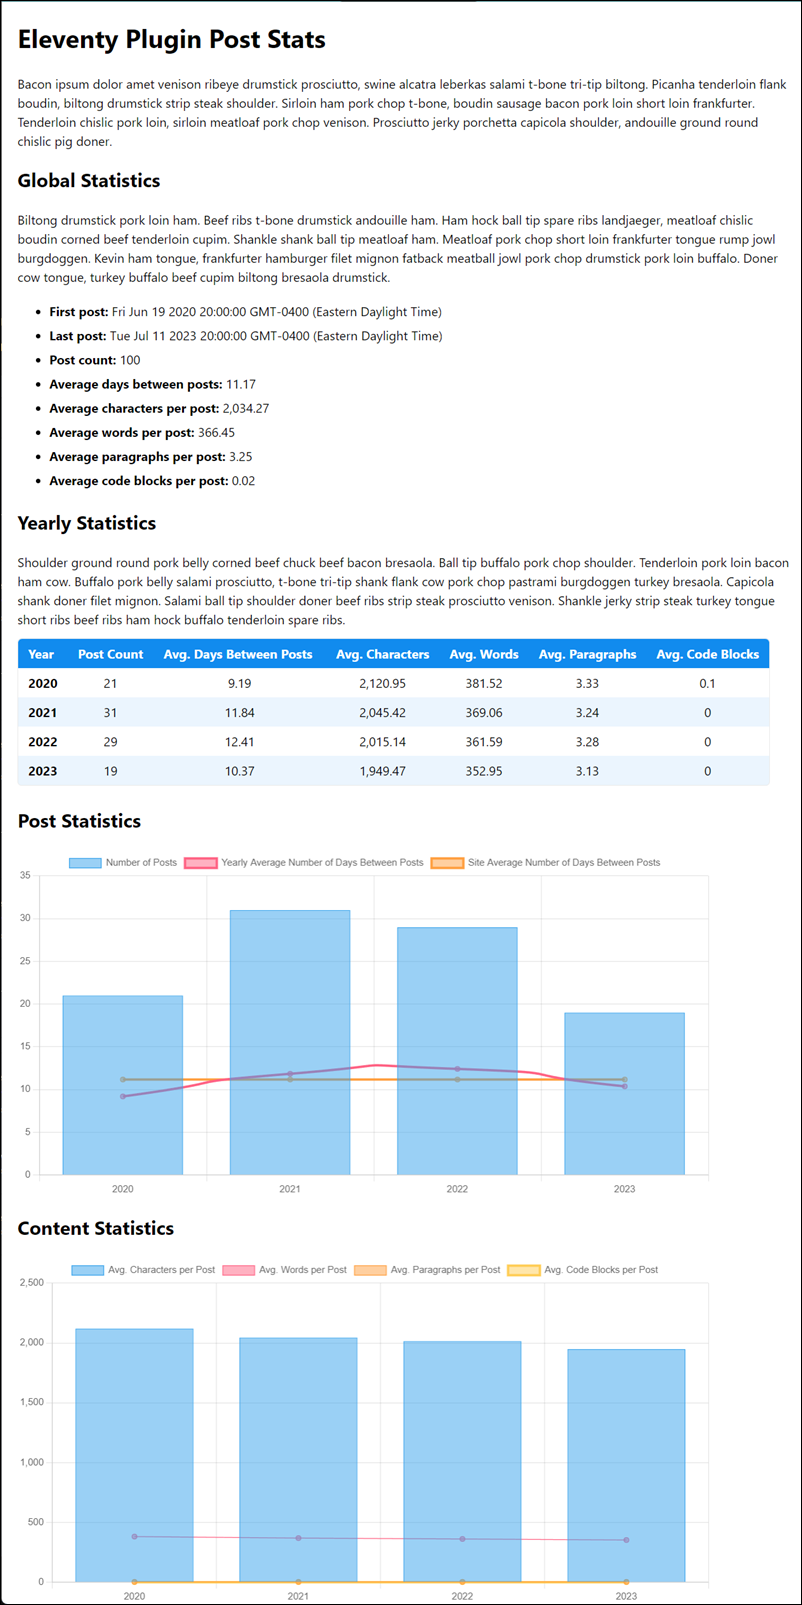 Eleventy Plugin Post Stats
Bacon ipsum dolor amet venison ribeye drumstick prosciutto, swine alcatra leberkas salami t-bone tri-tip biltong. Picanha tenderloin flank
boudin, biltong drumstick strip steak shoulder. Sirloin ham pork chop t-bone, boudin sausage bacon pork loin short loin frankfurter.
Tenderloin chislic pork loin, sirloin meatloaf pork chop venison. Prosciutto jerky porchetta capicola shoulder, andouille ground round
chislic pig doner.
Global Statistics
Biltong drumstick pork loin ham. Beef ribs t-bone drumstick andouille ham. Ham hock ball tip spare ribs landjaeger, meatloaf chislic
boudin corned beef tenderloin cupim. Shankle shank ball tip meatloaf ham. Meatloaf pork chop short loin frankfurter tongue rump jowl
burgdoggen. Kevin ham tongue, frankfurter hamburger filet mignon fatback meatball jowl pork chop drumstick pork loin buffalo. Doner
cow tongue, turkey buffalo beef cupim biltong bresaola drumstick.
• First post: Fri Jun 19 2020 20:00:00 GMT-0400 (Eastern Daylight Time)
• Last post: Tue Jul 11 2023 20:00:00 GMT-0400 (Eastern Daylight Time)
• Post count: 100
• Average days between posts: 11.17
• Average characters per post: 2,034.27
• Average words per post: 366.45
• Average paragraphs per post: 3.25
• Average code blocks per post: 0.02
Yearly Statistics
Shoulder ground round pork belly corned beef chuck beef bacon bresaola. Ball tip buffalo pork chop shoulder. Tenderloin pork loin bacon
ham cow. Buffalo pork belly salami prosciutto, t-bone tri-tip shank flank cow pork chop pastrami burgdoggen turkey bresaola. Capicola
shank doner filet mignon. Salami ball tip shoulder doner beef ribs strip steak prosciutto venison. Shankle jerky strip steak turkey tongue
short ribs beef ribs ham hock buffalo tenderloin spare ribs.
Year Post Count Avg. Days Between Posts Avg. Characters Avg. Words Avg. Paragraphs Avg. Code Blocks
2020 21 9.19 2,120.95 381.52 3.33 0.1
2021 31 11.84 2,045.42 369.06 3.24 0
2022 29 12.41 2,015.14 361.59 3.28 0
2023 19 10.37 1,949.47 352.95 3.13 0
Post Statistics
Number of Posts Yearly Average Number of Days Between Posts Site Average Number of Days Between Posts
35
30
25
20
15
10
5
0
2020 2021 2022 2023
Content Statistics
Avg. Characters per Post Avg. Words per Post Avg. Paragraphs per Post Avg. Code Blocks per Post
2,500
2,000
1,500
1,000
500
0
2020 2021 2022 2023